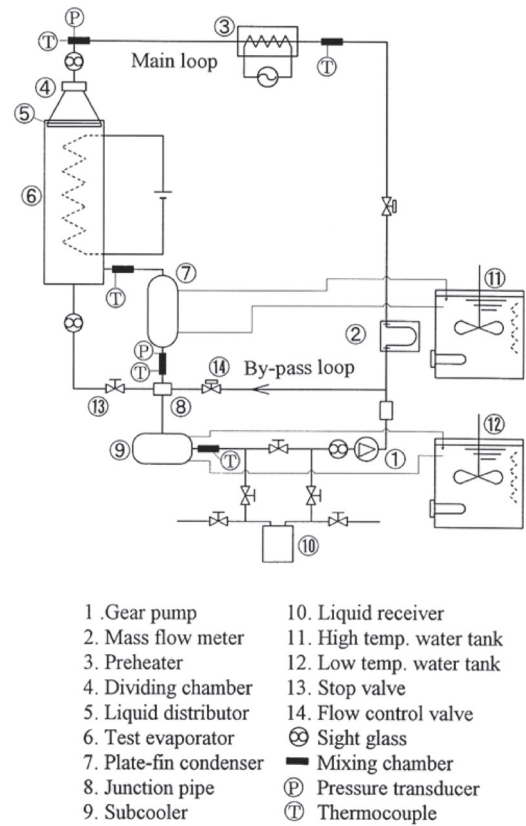 Ⓟ
Ⓣ
③
Main loop
Ⓣ
④
⑤
⑥
⑦
⑪
Ⓣ
②
Ⓟ
Ⓣ
⑭
By-pass loop
⑬
⑧
⑫
⑨
Ⓣ
①
⑩
1 .Gear pump
2. Mass flow meter
3. Preheater
4. Dividing chamber
5. Liquid distributor
6. Test evaporator
7. Plate-fin condenser
8. Junction pipe
9. Subcooler
10. Liquid receiver
11. High temp. water tank
12. Low temp. water tank
13. Stop valve
14. Flow control valve
Sight glass
Mixing chamber
Ⓟ Pressure transducer
Ⓣ Thermocouple